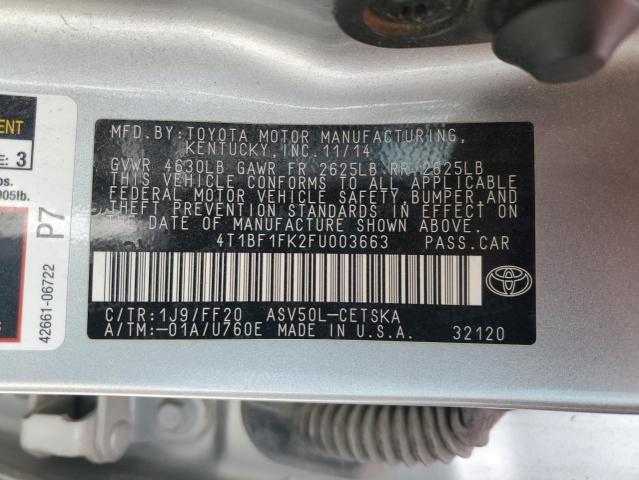 MFD. BY: TOYOTA MOTOR MANUFACTURING,
KENTUCKY, INC. 11/14
GVWR 4630LB GAWR FR 2625LB RR 2625LB
THIS VEHICLE CONFORMS TO ALL APPLICABLE
FEDERAL MOTOR VEHICLE SAFETY, BUMPER, AND
THEFT PREVENTION STANDARDS IN EFFECT ON
THE DATE OF MANUFACTURE SHOWN ABOVE.
4T1BF1FK2FU003663 PASS. CAR
C/TR: 1J9/FF20 ASV50L-CETSKA
A/TM: -01A/U760E MADE IN U.S.A. 32120
3
05lb.
P7
42661-06722